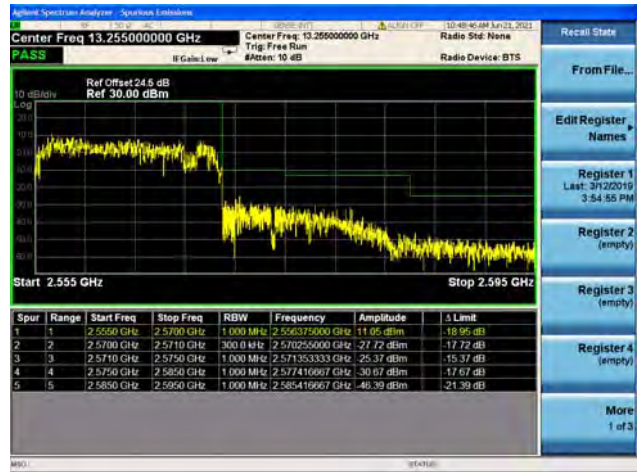 Agilent Spectrum Analyzer - Spurious Emissions
10:48:46 AM Jun 21, 2021
Center Freq 13.255000000 GHz
Center Freq: 13.255000000 GHz
Radio Std: None
Trig: Free Run
PASS
IFGain:Low
#Atten: 10 dB
Radio Device: BTS
Ref Offset 24.5 dB
10 dB/div
Ref 30.00 dBm
Log
Start 2.555 GHz
Stop 2.595 GHz
Spur Range Start Freq Stop Freq RBW Frequency Amplitude Δ Limit
1 1 2.5550 GHz 2.5700 GHz 1.000 MHz 2.556375000 GHz 11.05 dBm -18.95 dB
2 2 2.5700 GHz 2.5710 GHz 300.0 kHz 2.570255000 GHz -27.72 dBm -17.72 dB
3 3 2.5710 GHz 2.5750 GHz 1.000 MHz 2.571353333 GHz -25.37 dBm -15.37 dB
4 4 2.5750 GHz 2.5850 GHz 1.000 MHz 2.577416667 GHz -30.67 dBm -17.67 dB
5 5 2.5850 GHz 2.5950 GHz 1.000 MHz 2.585416667 GHz -46.39 dBm -21.39 dB
MSG
STATUS
Recall State
From File...
Edit Register
Names
Register 1
Last: 3/12/2019
3:54:55 PM
Register 2
(empty)
Register 3
(empty)
Register 4
(empty)
More
1 of 3